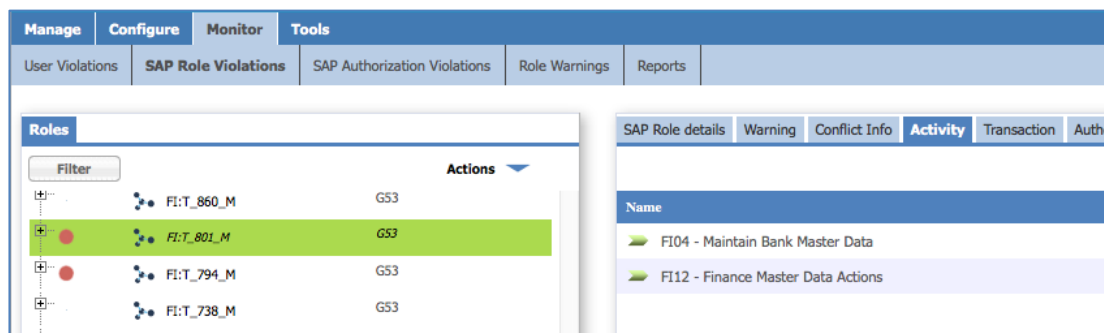 Manage Configure Monitor Tools
User Violations SAP Role Violations SAP Authorization Violations Role Warnings Reports
Roles
Filter Actions
FI:T_860_M G53
FI:T_801_M G53
FI:T_794_M G53
FI:T_738_M G53
SAP Role details Warning Conflict Info Activity Transaction Auth
Name
FI04 - Maintain Bank Master Data
FI12 - Finance Master Data Actions